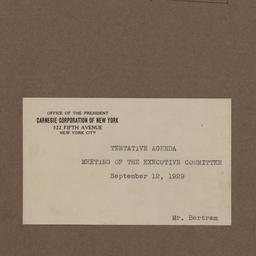 OFFICE OF THE PRESIDENT
CARNEGIE CORPORATION OF NEW YORK
522 FIFTH AVENUE
NEW YORK CITY
TENTATIVE AGENDA
MEETING OF THE EXECUTIVE COMMITTEE
September 12, 1929
Mr. Bertram